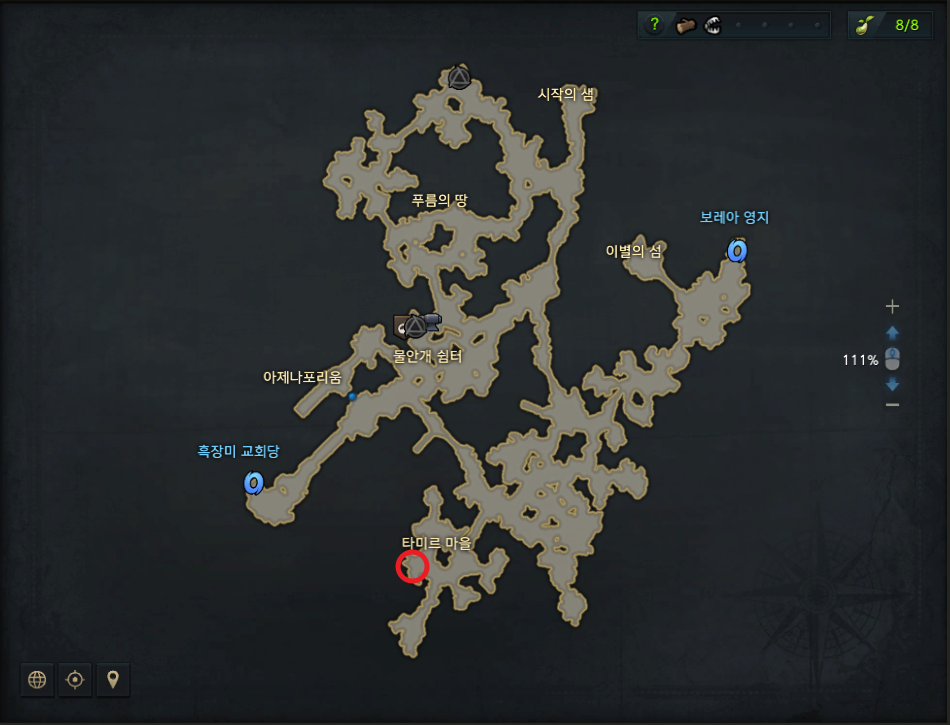 ?
8/8
시작의 샘
푸름의 땅
보레아 영지
이별의 섬
물안개 쉼터
111%
아제나포리움
흑장미 교회당
타미르 마을